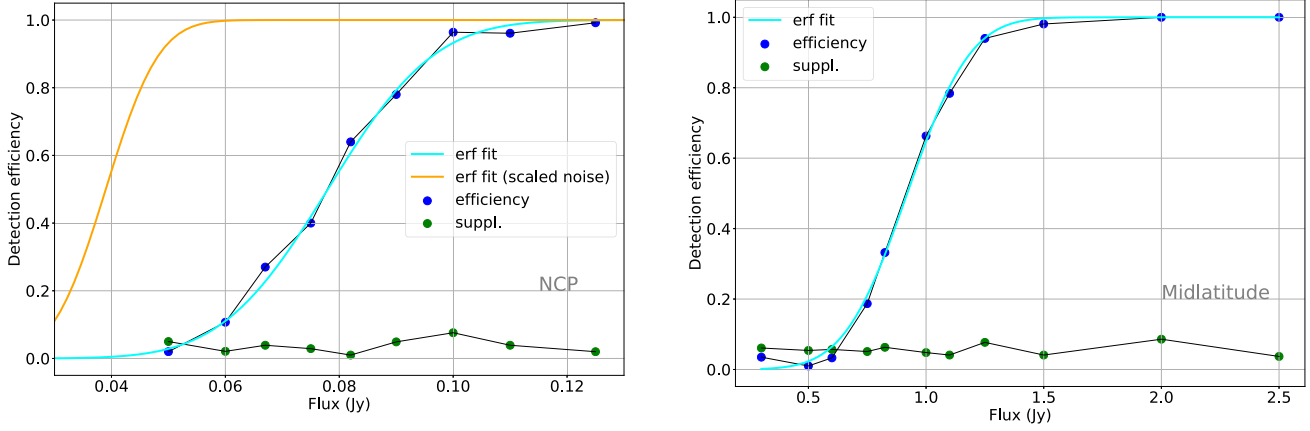 1.0
0.8
0.6
0.4
0.2
0.0
Detection efficiency
erf fit
erf fit (scaled noise)
efficiency
suppl.
NCP
0.04 0.06 0.08 0.10 0.12
Flux (Jy)
1.0
0.8
0.6
0.4
0.2
0.0
Detection efficiency
erf fit
efficiency
suppl.
Midlatitude
0.5 1.0 1.5 2.0 2.5
Flux (Jy)